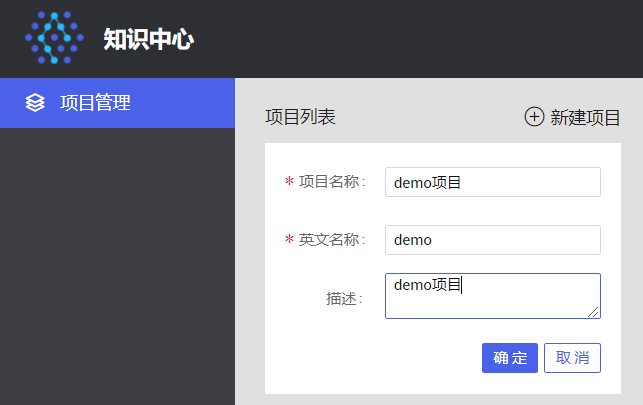 知识中心
项目管理
项目列表
新建项目
* 项目名称: demo项目
* 英文名称: demo
描述: demo项目
确 定 取 消